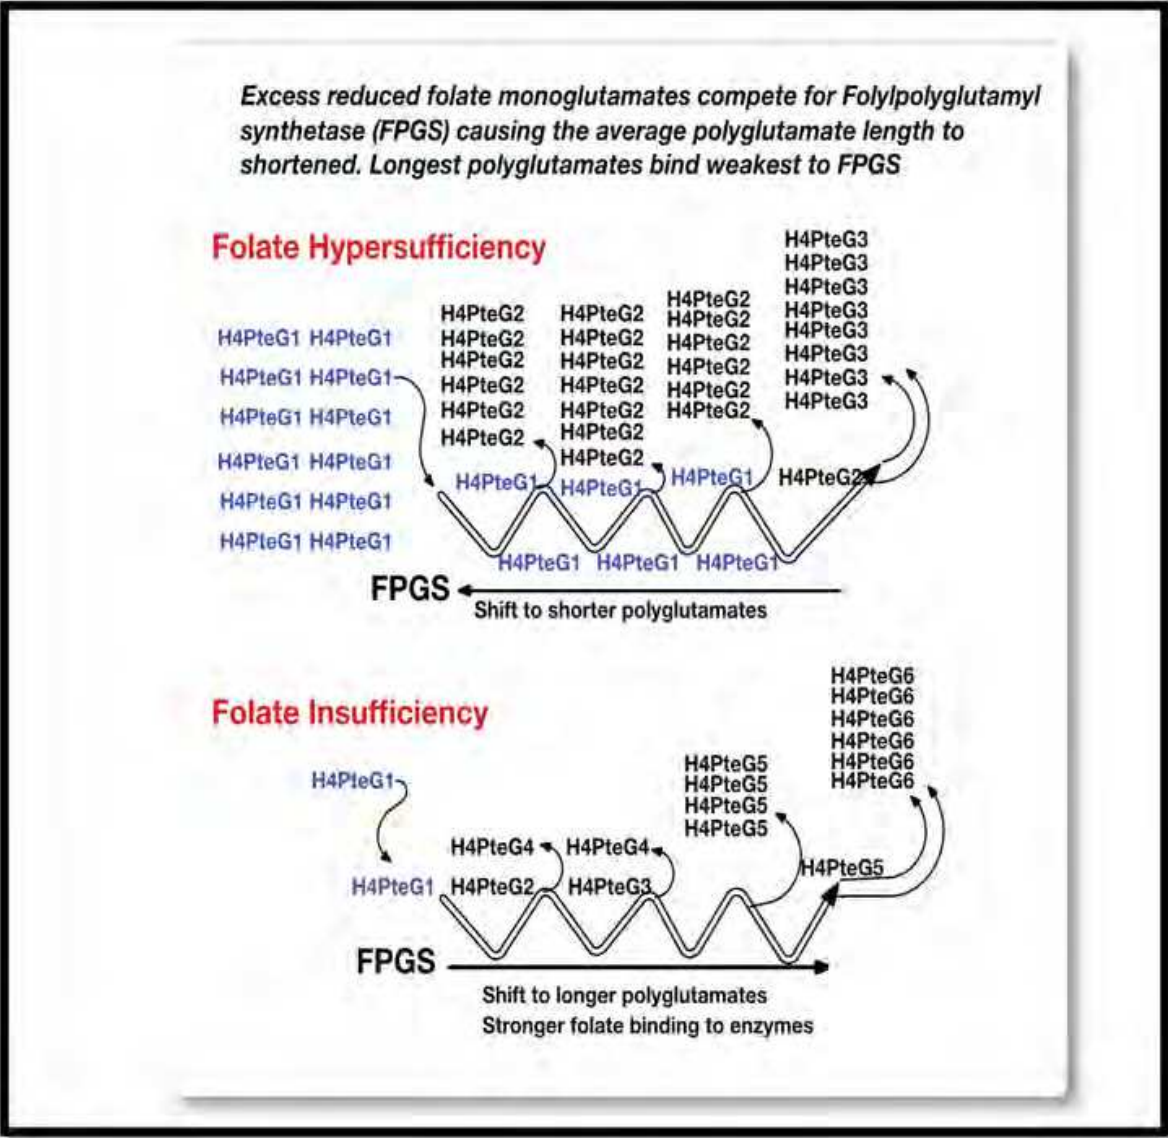 Excess reduced folate monoglutamates compete for Folylpolyglutamyl
synthetase (FPGS) causing the average polyglutamate length to
shortened. Longest polyglutamates bind weakest to FPGS
Folate Hypersufficiency
H4PteG1 H4PteG1
H4PteG1 H4PteG1
H4PteG1 H4PteG1
H4PteG1 H4PteG1
H4PteG1 H4PteG1
H4PteG1 H4PteG1
H4PteG2
H4PteG2
H4PteG2
H4PteG2
H4PteG2
H4PteG2
H4PteG1
H4PteG2
H4PteG2
H4PteG2
H4PteG2
H4PteG2
H4PteG2
H4PteG2
H4PteG1
H4PteG2
H4PteG2
H4PteG2
H4PteG2
H4PteG2
H4PteG2
H4PteG1
H4PteG3
H4PteG3
H4PteG3
H4PteG3
H4PteG3
H4PteG3
H4PteG3
H4PteG3
H4PteG2
H4PteG1 H4PteG1 H4PteG1
FPGS
Shift to shorter polyglutamates
Folate Insufficiency
H4PteG1
H4PteG1
H4PteG4
H4PteG2
H4PteG4
H4PteG3
H4PteG5
H4PteG5
H4PteG5
H4PteG5
H4PteG6
H4PteG6
H4PteG6
H4PteG6
H4PteG6
H4PteG6
H4PteG5
FPGS
Shift to longer polyglutamates
Stronger folate binding to enzymes